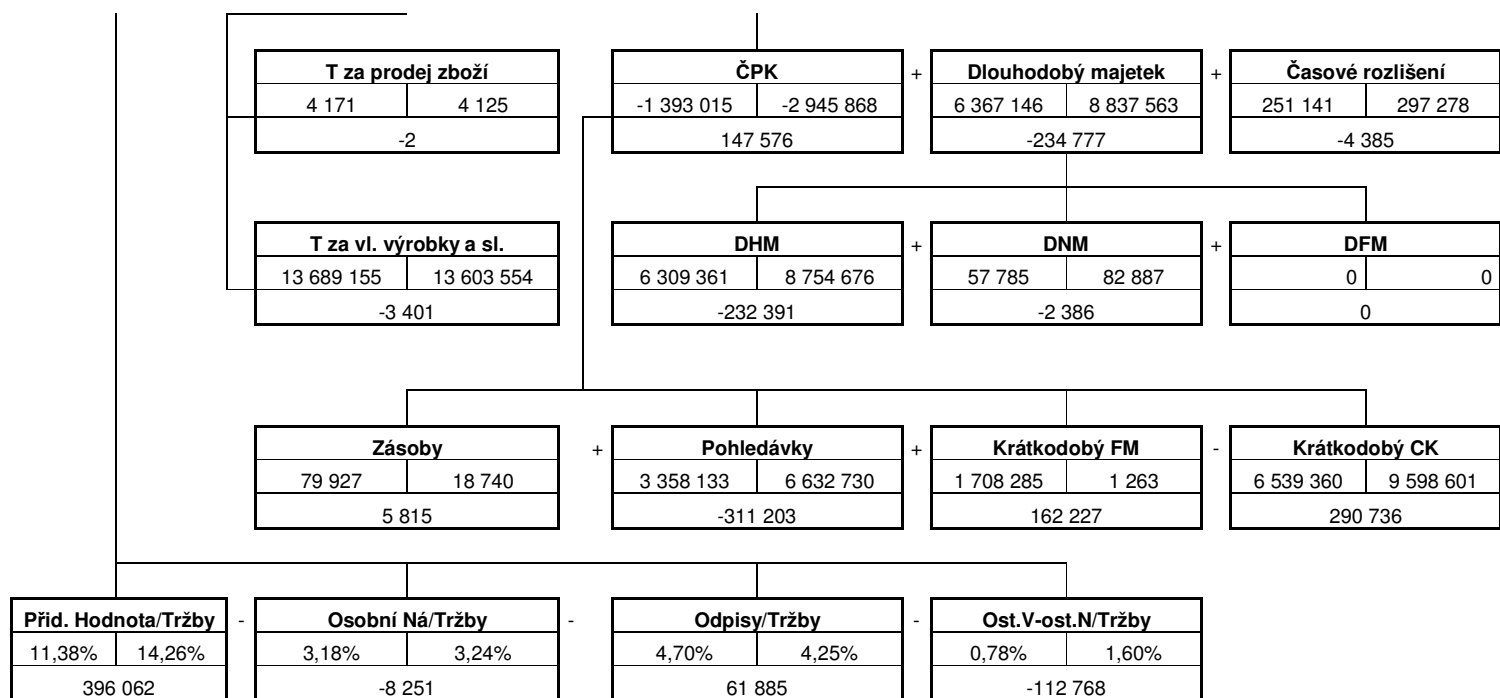 T za prodej zboží ČPK + Dlouhodobý majetek + Časové rozlišení
4 171 4 125 -1 393 015 -2 945 868 6 367 146 8 837 563 251 141 297 278
-2 147 576 -234 777 -4 385
T za vl. výrobky a sl. DHM + DNM + DFM
13 689 155 13 603 554 6 309 361 8 754 676 57 785 82 887 0 0
-3 401 -232 391 -2 386 0
Zásoby + Pohledávky + Krátkodobý FM - Krátkodobý CK
79 927 18 740 3 358 133 6 632 730 1 708 285 1 263 6 539 360 9 598 601
5 815 -311 203 162 227 290 736
Přid. Hodnota/Tržby - Osobní Ná/Tržby - Odpisy/Tržby - Ost.V-ost.N/Tržby
11,38% 14,26% 3,18% 3,24% 4,70% 4,25% 0,78% 1,60%
396 062 -8 251 61 885 -112 768